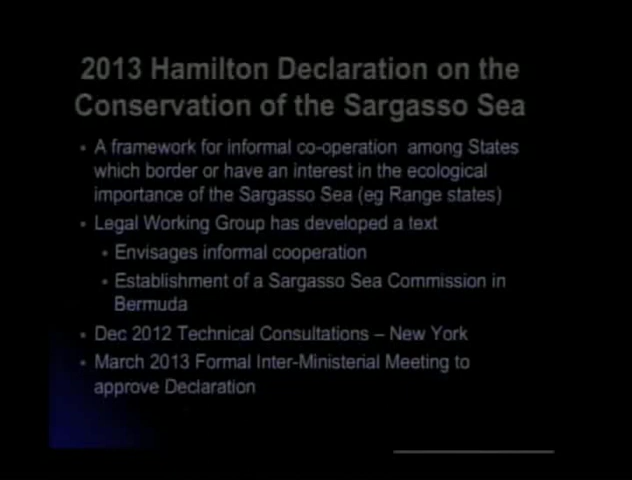 2013 Hamilton Declaration on the
Conservation of the Sargasso Sea
• A framework for informal co-operation among States
which border or have an interest in the ecological
importance of the Sargasso Sea (eg Range states)
• Legal Working Group has developed a text
• Envisages informal cooperation
• Establishment of a Sargasso Sea Commission in
Bermuda
• Dec 2012 Technical Consultations – New York
• March 2013 Formal Inter-Ministerial Meeting to
approve Declaration